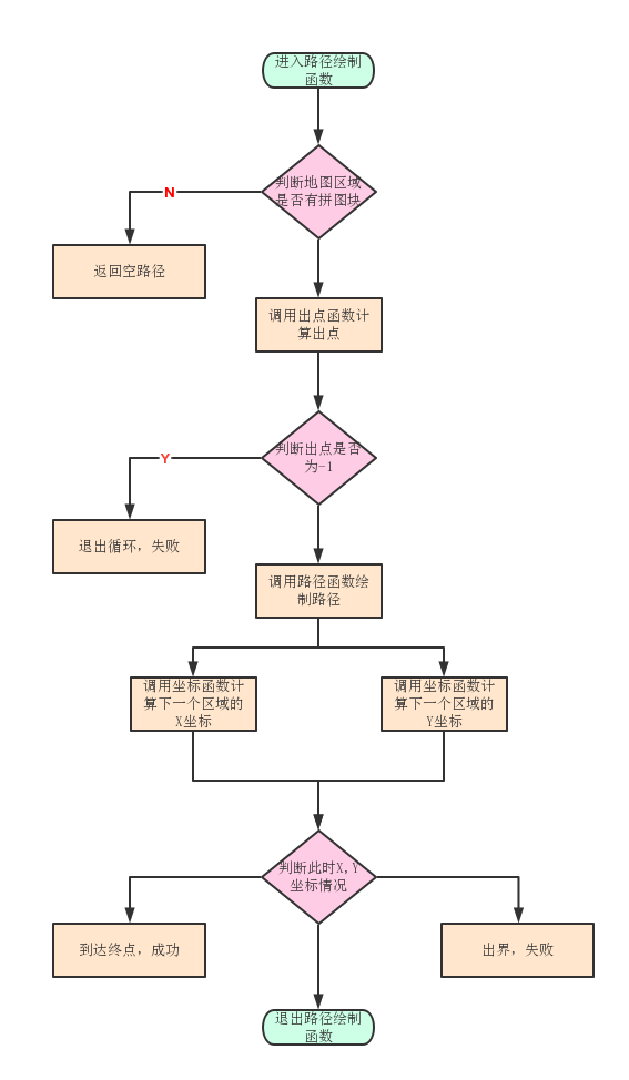 进入路径绘制
函数
判断地图区域
是否有拼图块
N
返回空路径
调用出点函数计
算出点
判断出点是否
为-1
Y
退出循环，失败
调用路径函数绘
制路径
调用坐标函数计
算下一个区域的
X坐标
调用坐标函数计
算下一个区域的
Y坐标
判断此时X,Y
坐标情况
到达终点，成功
出界，失败
退出路径绘制
函数